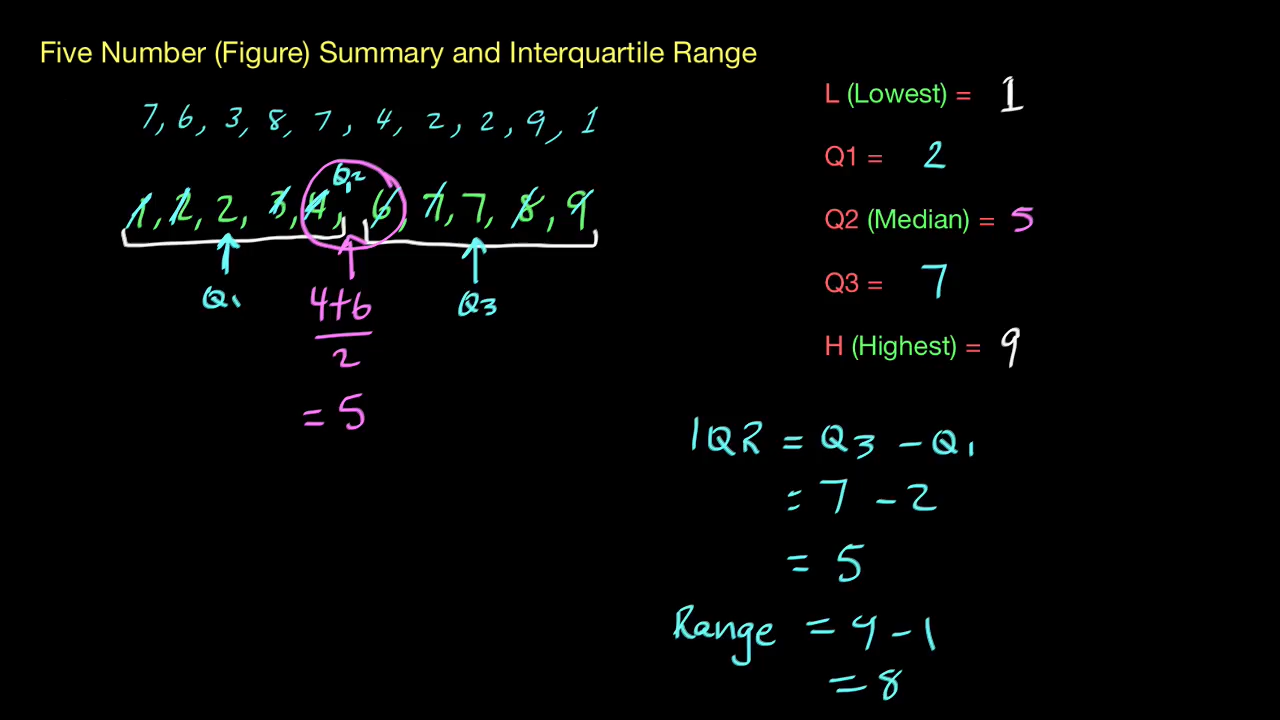 Five Number (Figure) Summary and Interquartile Range
7, 6, 3, 8, 7, 4, 2, 2, 9, 1
Q2
1, 2, 2, 3, 4, 6, 7, 7, 8, 9
Q1
4+6
2
= 5
Q3
L (Lowest) = 1
Q1 = 2
Q2 (Median) = 5
Q3 = 7
H (Highest) = 9
IQR = Q3 - Q1
= 7 - 2
= 5
Range = 9 - 1
= 8